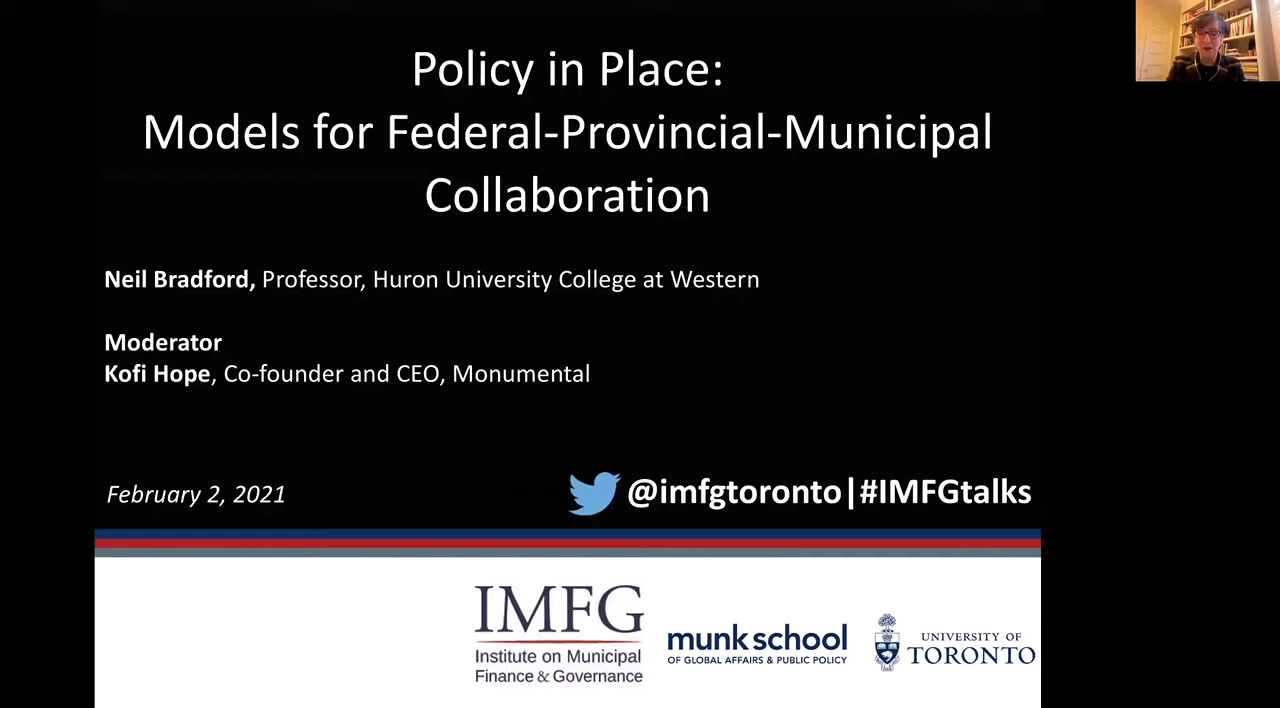 Policy in Place:
Models for Federal-Provincial-Municipal
Collaboration
Neil Bradford, Professor, Huron University College at Western
Moderator
Kofi Hope, Co-founder and CEO, Monumental
February 2, 2021
@imfgtoronto|#IMFGtalks
IMFG
Institute on Municipal
Finance & Governance
munk school
OF GLOBAL AFFAIRS & PUBLIC POLICY
UNIVERSITY OF
TORONTO